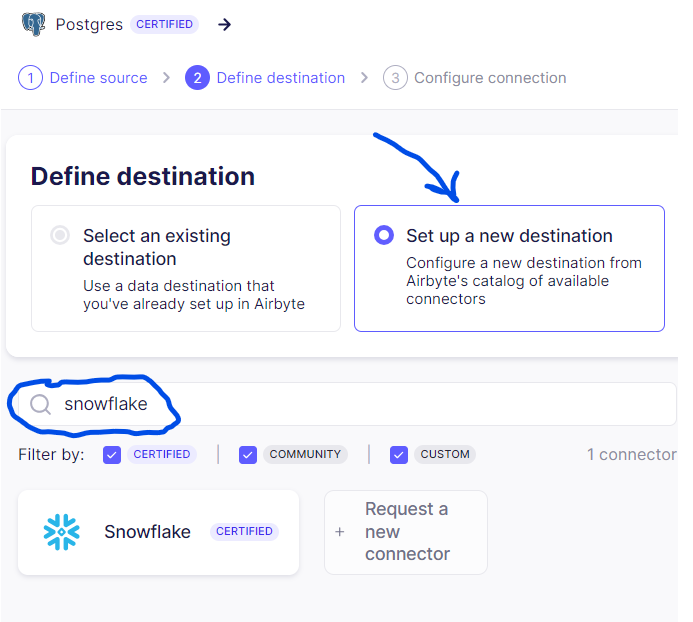 Postgres CERTIFIED →
1 Define source > 2 Define destination > 3 Configure connection
Define destination
Select an existing
destination
Use a data destination that
you've already set up in Airbyte
Set up a new destination
Configure a new destination from
Airbyte's catalog of available
connectors
snowflake
Filter by: CERTIFIED | COMMUNITY | CUSTOM 1 connector
Snowflake CERTIFIED
+ Request a
new
connector